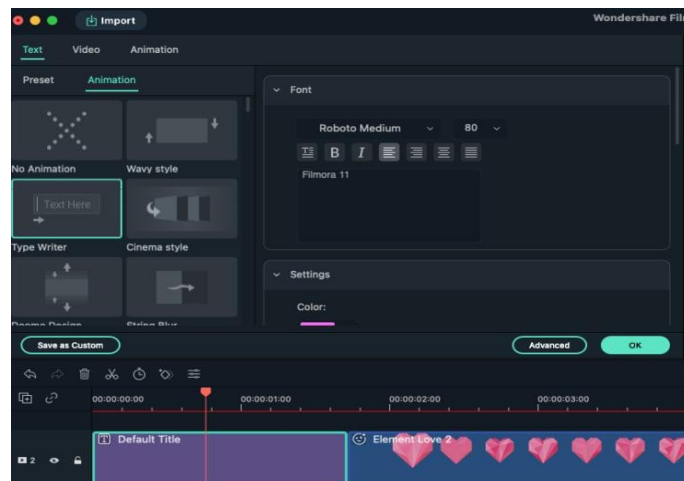 Import
Wondershare Fil
Text Video Animation
Preset Animation
Font
Roboto Medium 80
B I
Filmora 11
No Animation Wavy style
Text Here
Type Writer Cinema style
Settings
Color:
Save as Custom Advanced OK
00:00:00:00 00:00:01:00 00:00:02:00 00:00:03:00
T Default Title Element Love 2
2